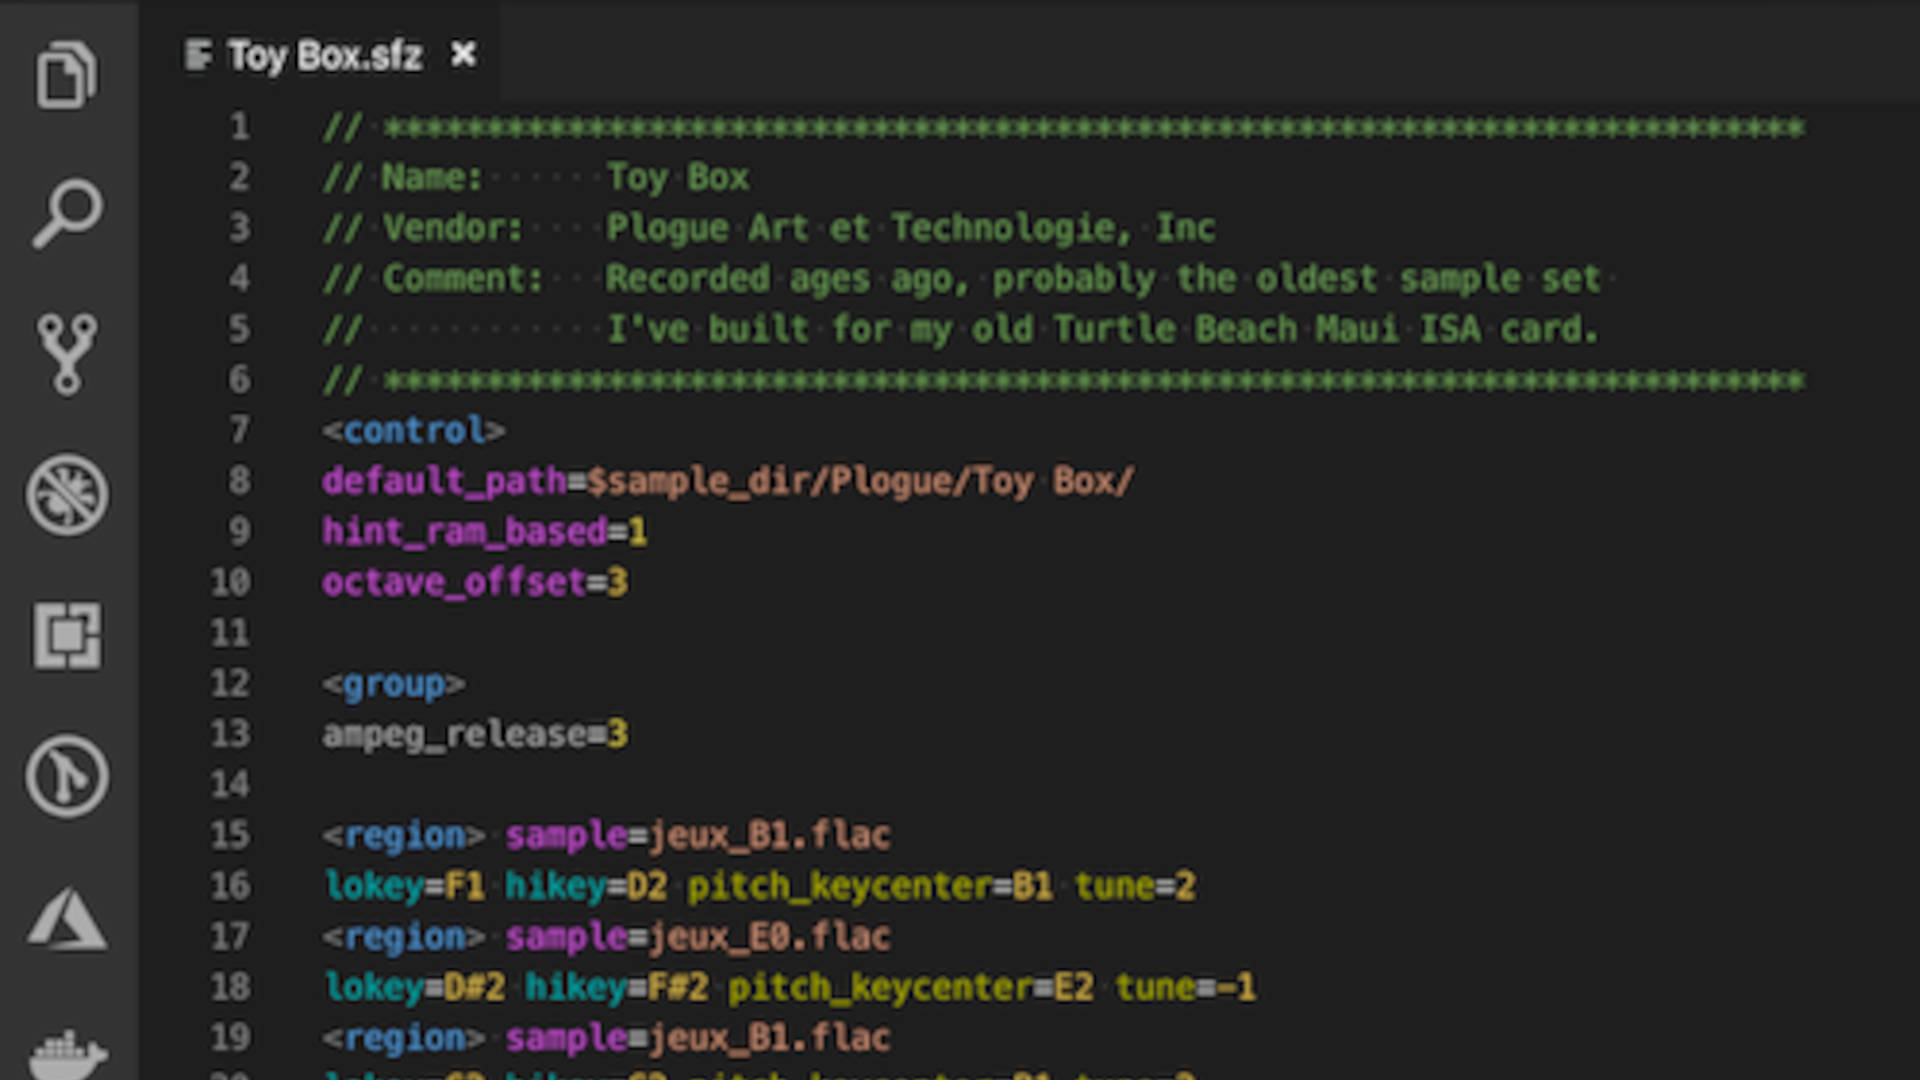 Toy Box.sfz
1 // **********************************************************************
2 // Name: Toy Box
3 // Vendor: Plogue Art et Technologie, Inc
4 // Comment: Recorded ages ago, probably the oldest sample set
5 // I've built for my old Turtle Beach Maui ISA card.
6 // **********************************************************************
7 <control>
8 default_path=$sample_dir/Plogue/Toy Box/
9 hint_ram_based=1
10 octave_offset=3
11
12 <group>
13 ampeg_release=3
14
15 <region> sample=jeux_B1.flac
16 lokey=F1 hikey=D2 pitch_keycenter=B1 tune=2
17 <region> sample=jeux_E0.flac
18 lokey=D#2 hikey=F#2 pitch_keycenter=E2 tune=-1
19 <region> sample=jeux_B1.flac